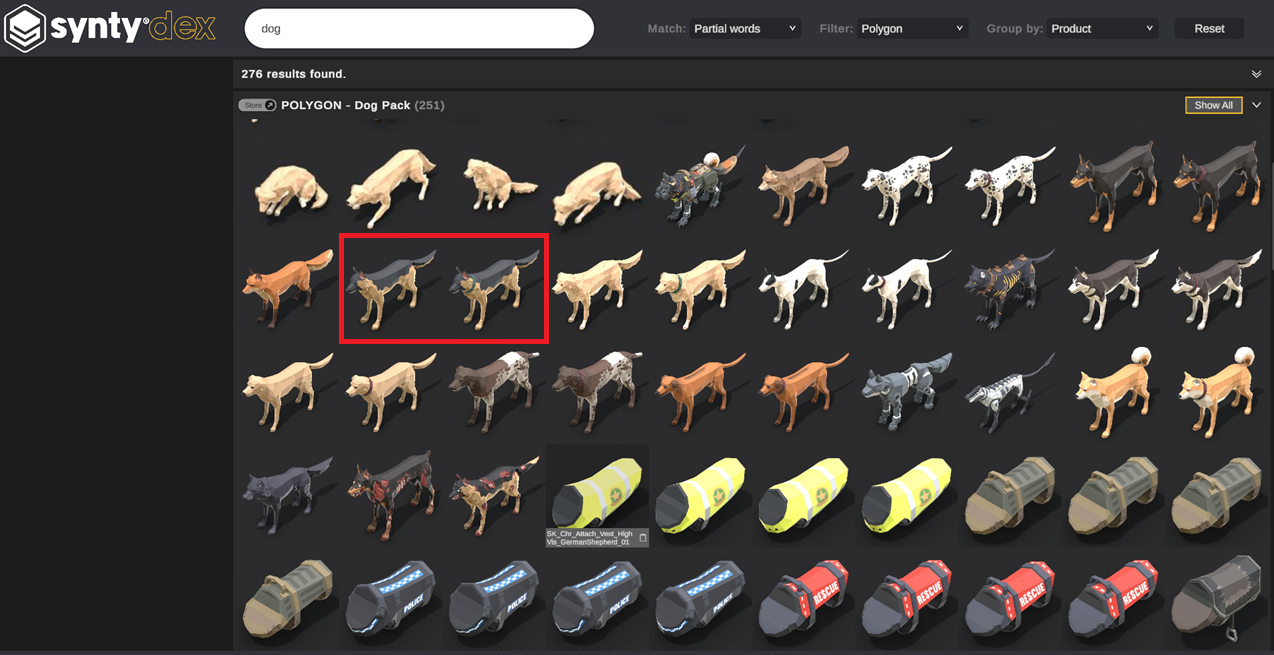 synty®dex
dog
Match: Partial words
Filter: Polygon
Group by: Product
Reset
276 results found.
Store
POLYGON - Dog Pack (251)
Show All
SK_Chr_Attach_Vest_High
Vis_GermanShepherd_01
POLICE
POLICE
POLICE
POLICE
RESCUE
RESCUE
RESCUE
RESCUE